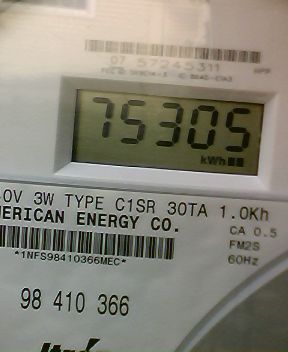 07 57245311
75305
kWh
0V 3W TYPE C1SR 30TA 1.0Kh
MERICAN ENERGY CO. CA 0.5
FM2S
*1NFS98410366MEC* 60Hz
98 410 366